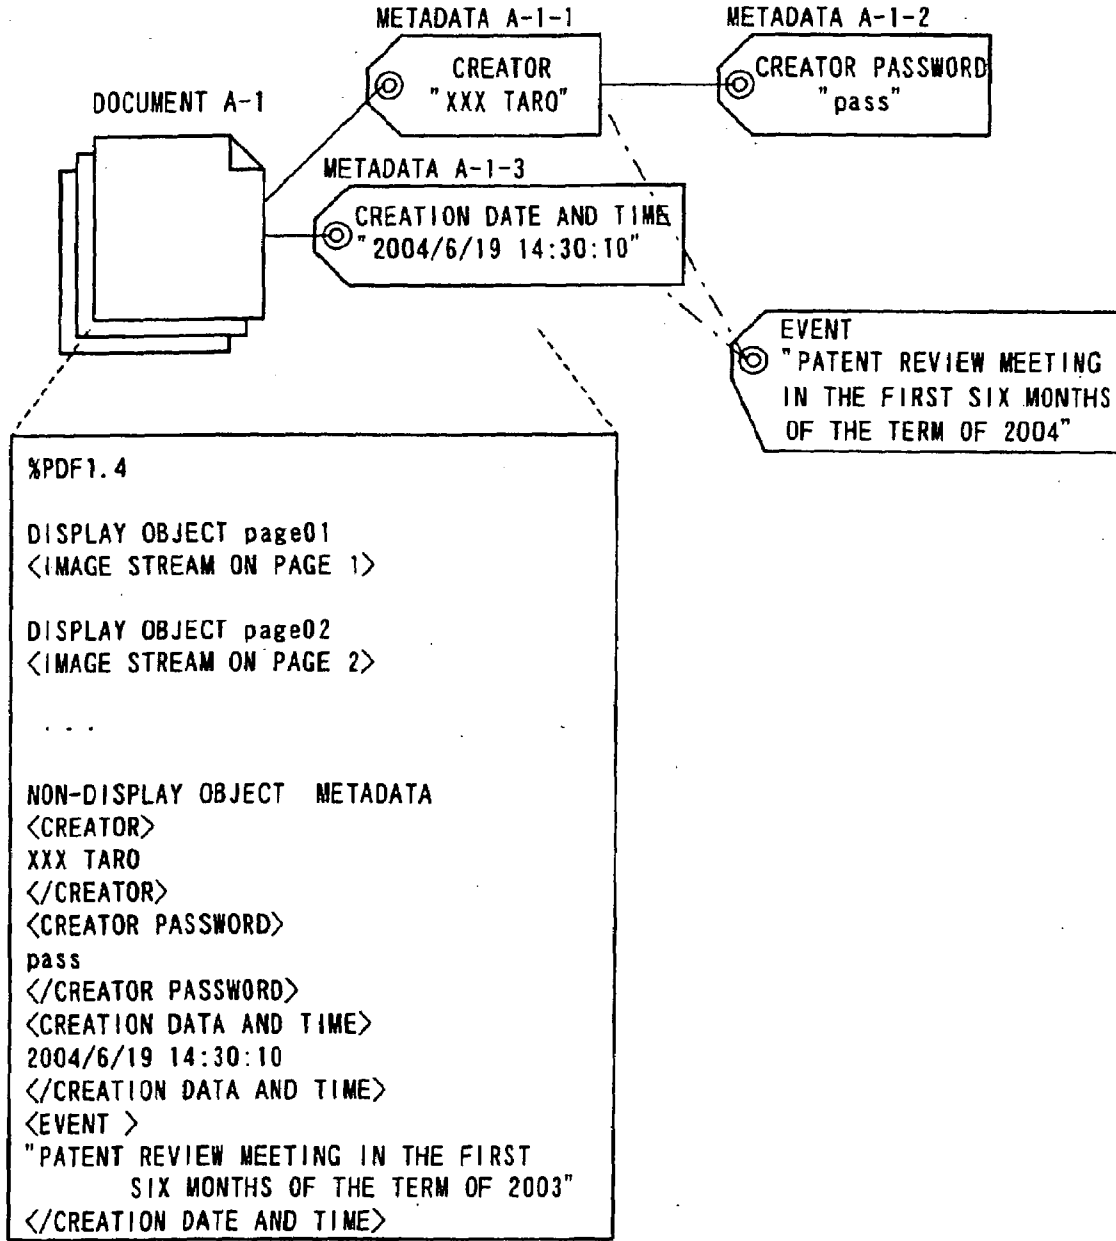 METADATA A-1-1
METADATA A-1-2
CREATOR
"XXX TARO"
CREATOR PASSWORD
"pass"
DOCUMENT A-1
METADATA A-1-3
CREATION DATE AND TIME
"2004/6/19 14:30:10"
EVENT
"PATENT REVIEW MEETING
IN THE FIRST SIX MONTHS
OF THE TERM OF 2004"
%PDF1.4
DISPLAY OBJECT page01
<IMAGE STREAM ON PAGE 1>
DISPLAY OBJECT page02
<IMAGE STREAM ON PAGE 2>
...
NON-DISPLAY OBJECT METADATA
<CREATOR>
XXX TARO
</CREATOR>
<CREATOR PASSWORD>
pass
</CREATOR PASSWORD>
<CREATION DATA AND TIME>
2004/6/19 14:30:10
</CREATION DATA AND TIME>
<EVENT >
"PATENT REVIEW MEETING IN THE FIRST
SIX MONTHS OF THE TERM OF 2003"
</CREATION DATE AND TIME>